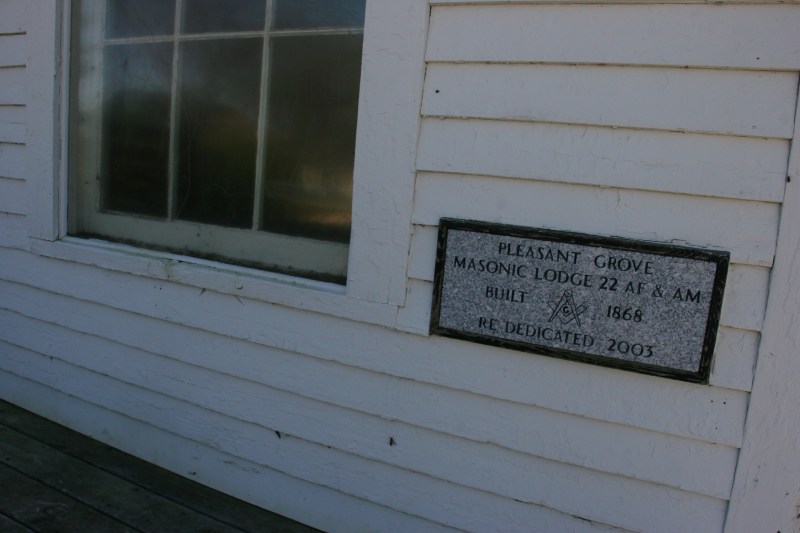 PLEASANT GROVE
MASONIC LODGE 22 AF & AM
BUILT G 1868
RE DEDICATED 2003